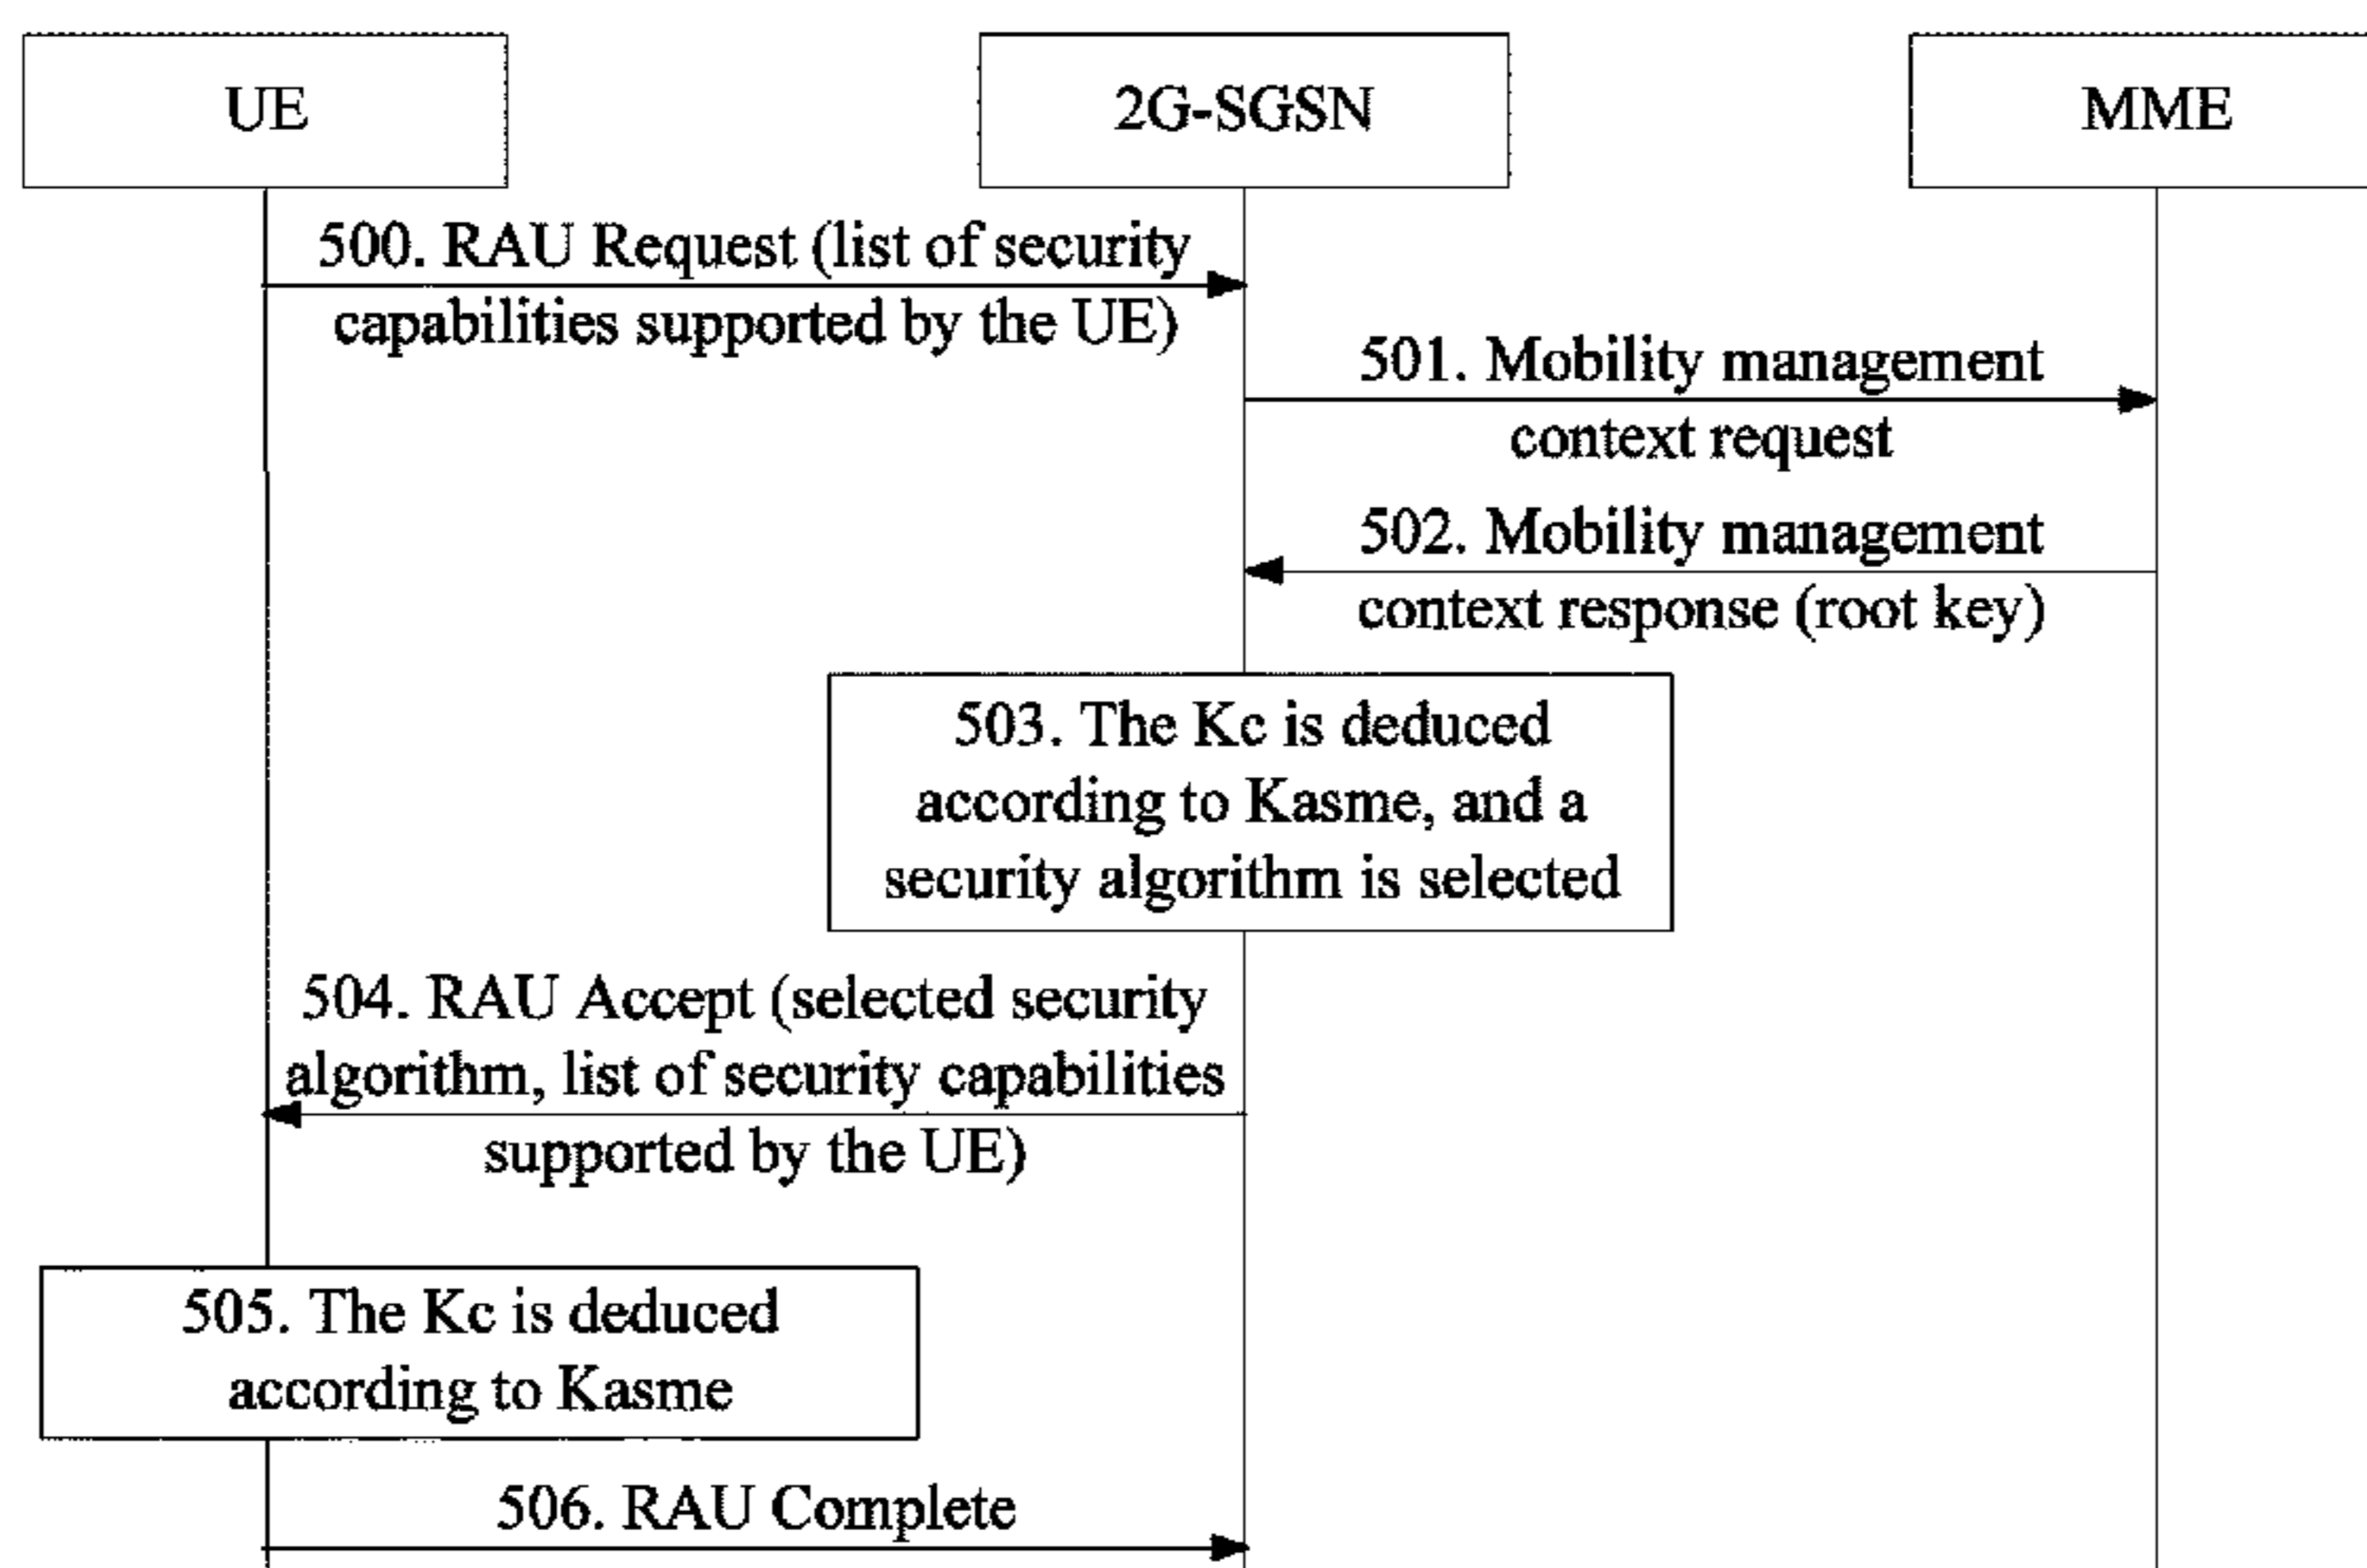 UE
2G-SGSN
MME
500. RAU Request (list of security
capabilities supported by the UE)
501. Mobility management
context request
502. Mobility management
context response (root key)
503. The Kc is deduced
according to Kasme, and a
security algorithm is selected
504. RAU Accept (selected security
algorithm, list of security capabilities
supported by the UE)
505. The Kc is deduced
according to Kasme
506. RAU Complete